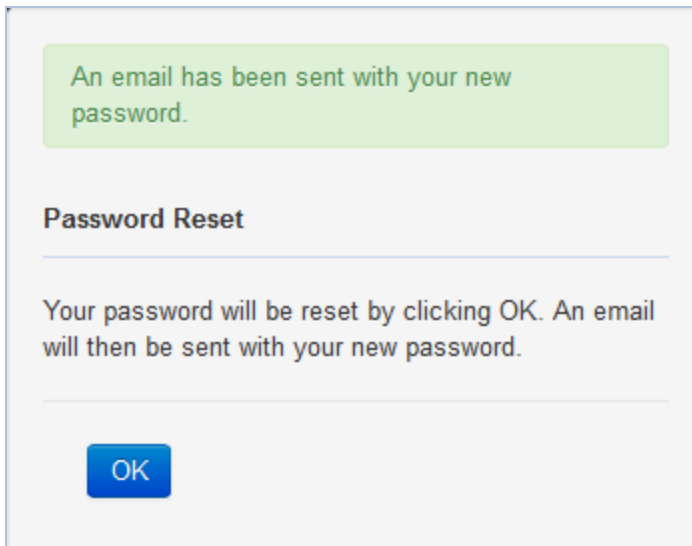 An email has been sent with your new
password.
Password Reset
Your password will be reset by clicking OK. An email
will then be sent with your new password.
OK